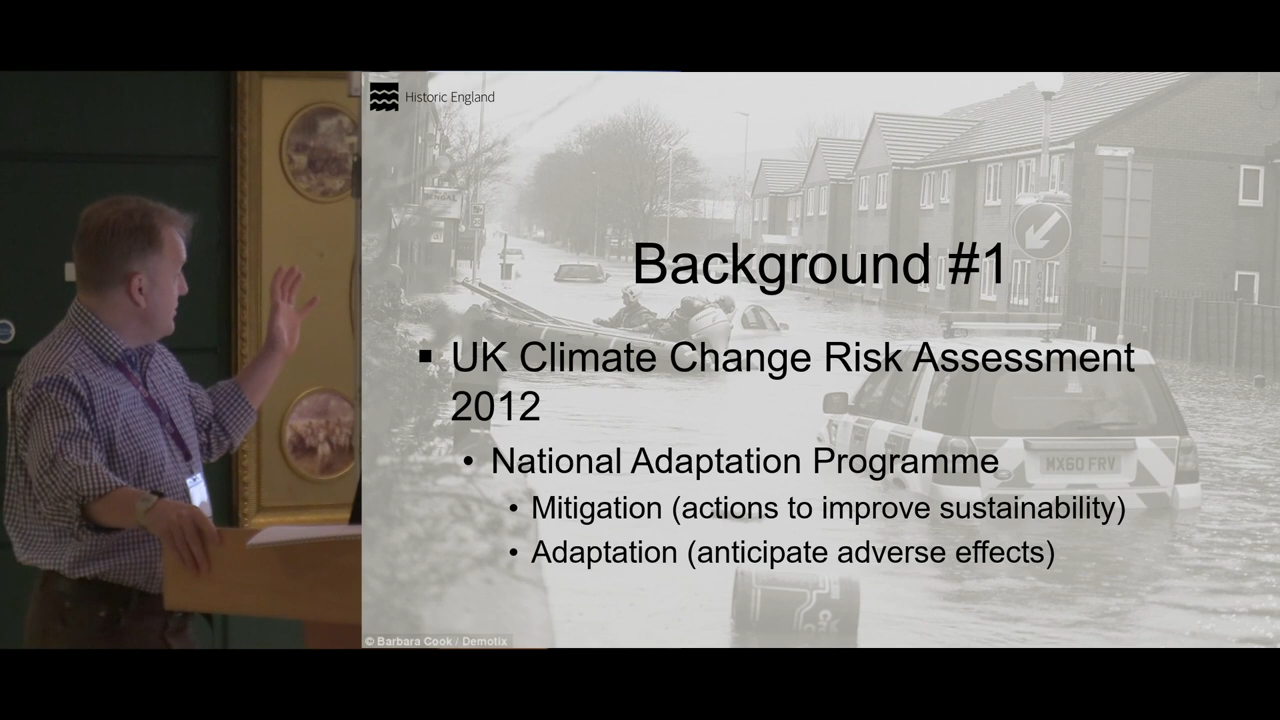 Historic England
Background #1
▪ UK Climate Change Risk Assessment
2012
• National Adaptation Programme
• Mitigation (actions to improve sustainability)
• Adaptation (anticipate adverse effects)
MX60 FRV
© Barbara Cook / Demotix